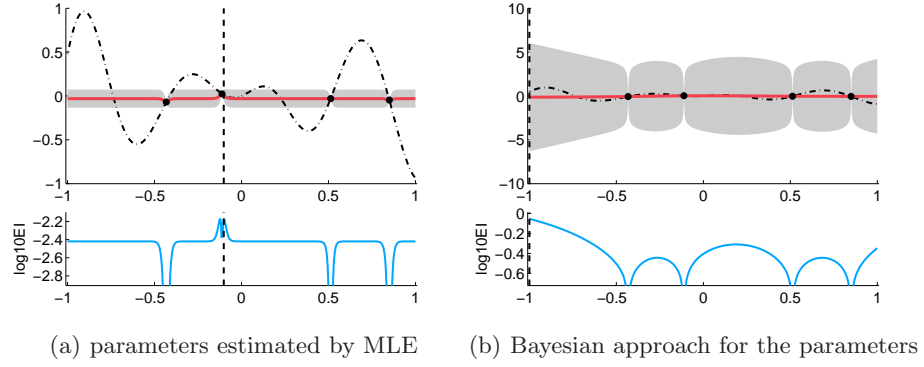 1
0.5
0
−0.5
−1
−1 −0.5 0 0.5 1
log10EI
−2.2
−2.4
−2.6
−2.8
−1 −0.5 0 0.5 1
(a) parameters estimated by MLE
10
5
0
−5
−10
−1 −0.5 0 0.5 1
log10EI
0
−0.2
−0.4
−0.6
−1 −0.5 0 0.5 1
(b) Bayesian approach for the parameters